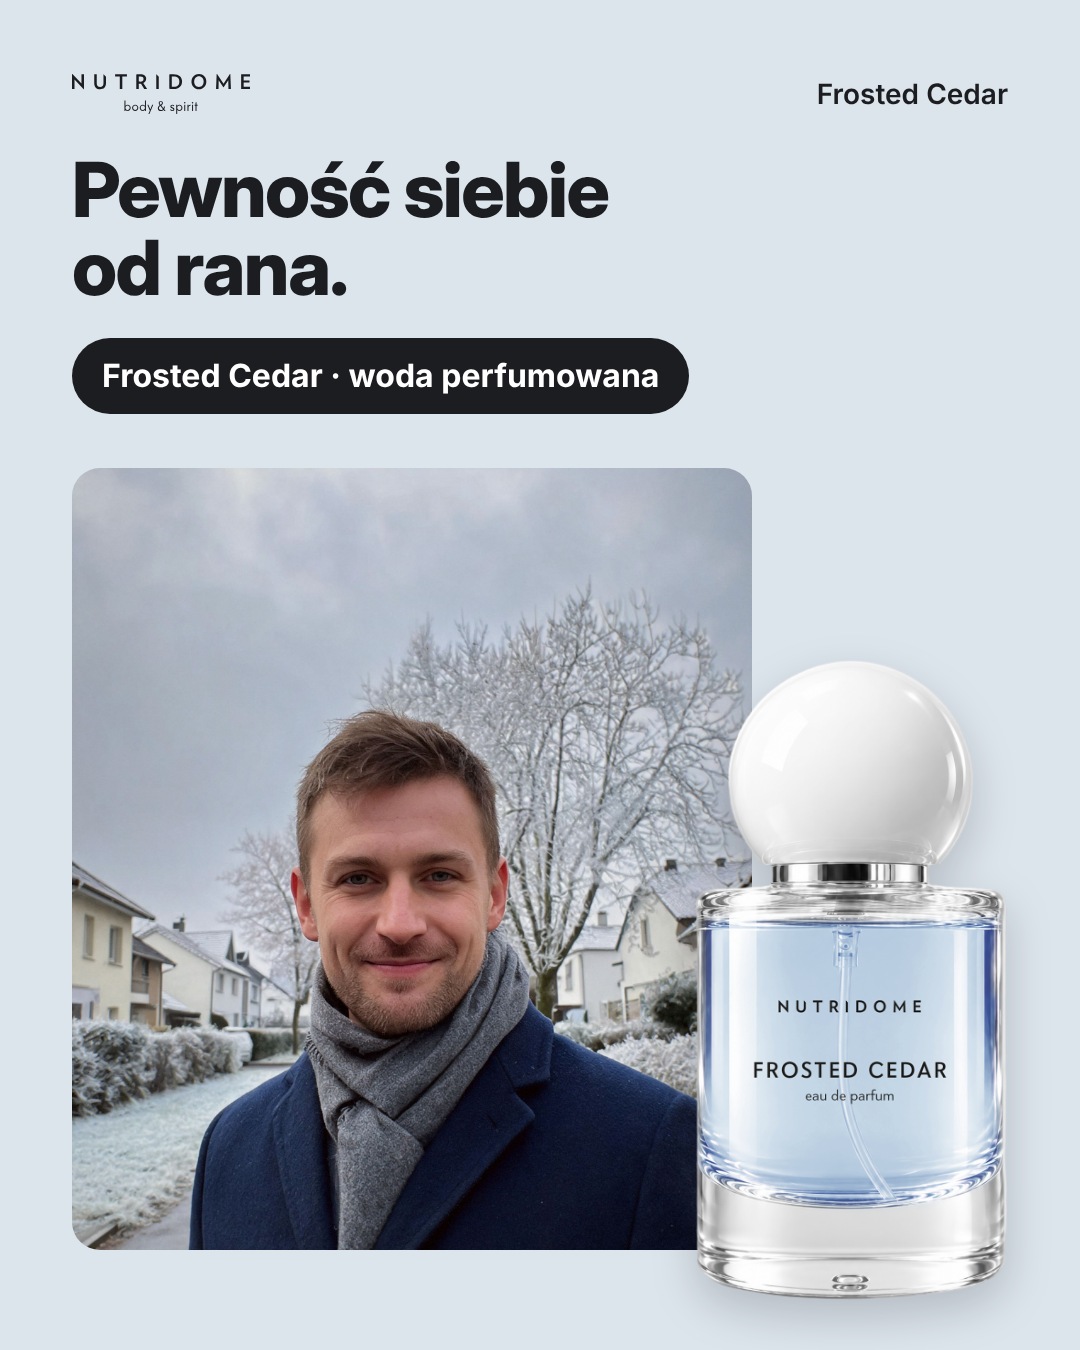 NUTRIDOME
body & spirit
Frosted Cedar
Pewność siebie
od rana.
Frosted Cedar · woda perfumowana
NUTRIDOME
FROSTED CEDAR
eau de parfum